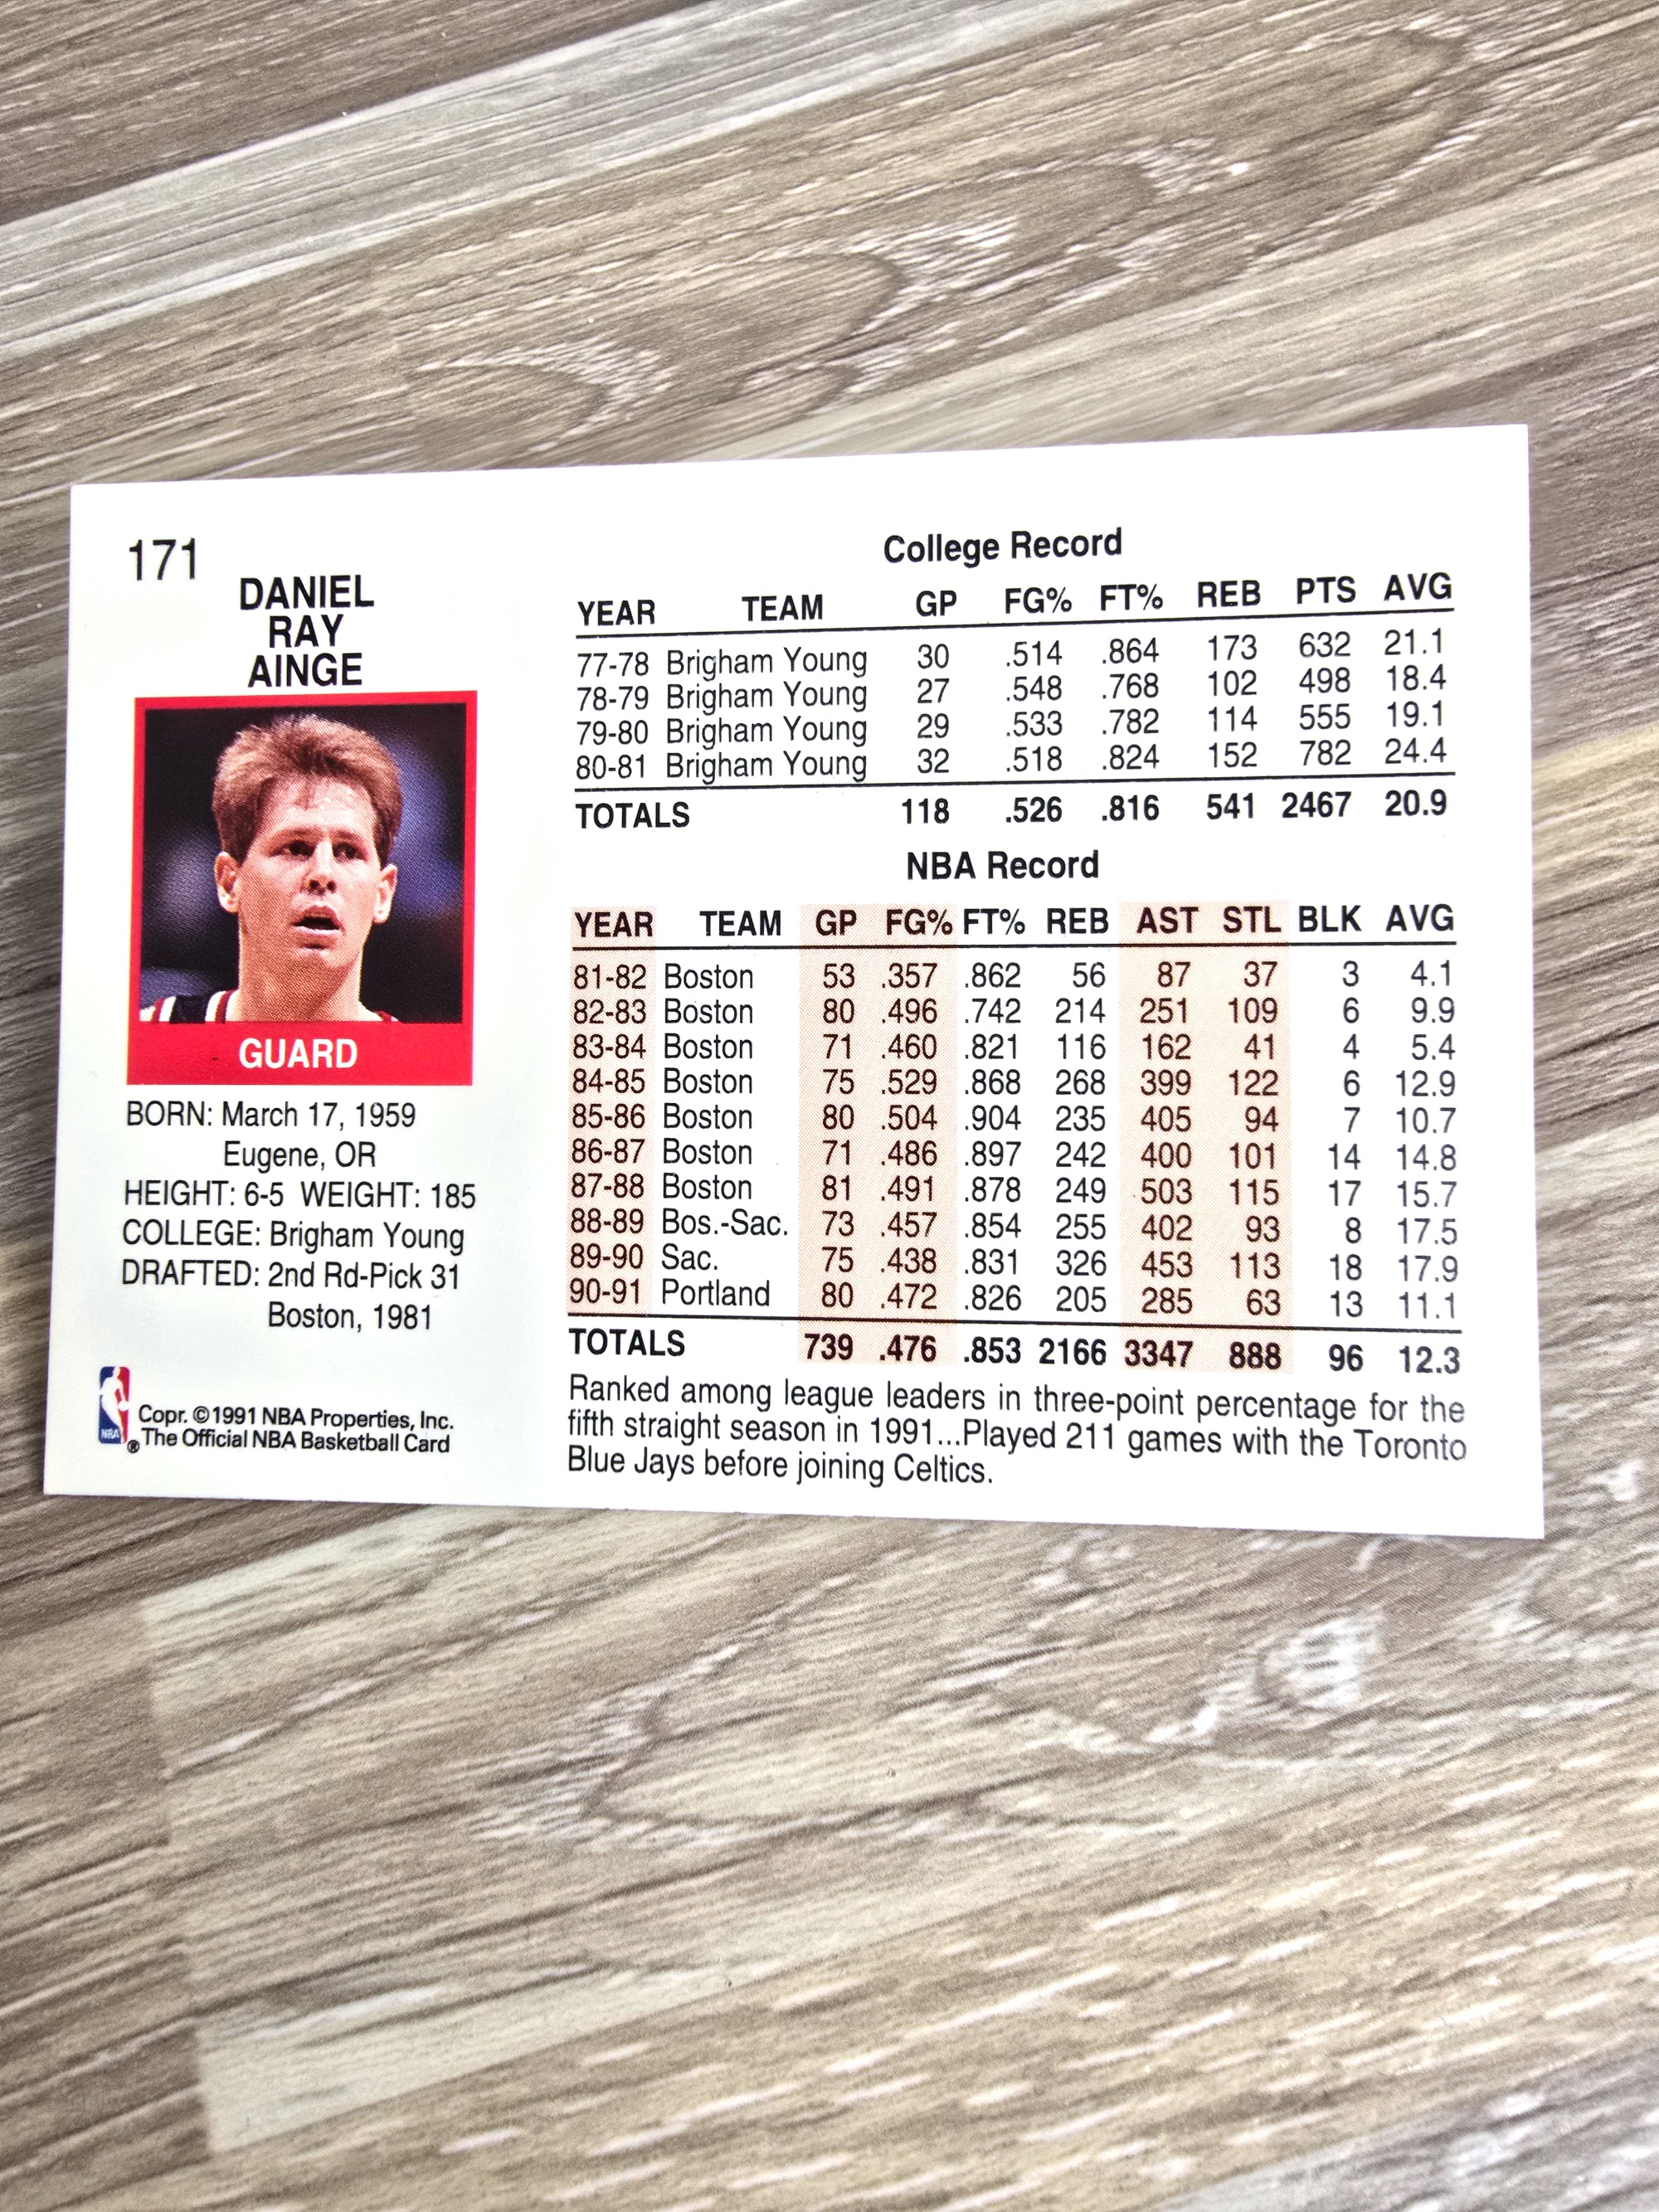 171
DANIEL
RAY
AINGE
GUARD
BORN: March 17, 1959
Eugene, OR
HEIGHT: 6-5 WEIGHT: 185
COLLEGE: Brigham Young
DRAFTED: 2nd Rd-Pick 31
Boston, 1981
NBA
®
Copr. ©1991 NBA Properties, Inc.
The Official NBA Basketball Card
College Record
YEAR TEAM GP FG% FT% REB PTS AVG
77-78 Brigham Young 30 .514 .864 173 632 21.1
78-79 Brigham Young 27 .548 .768 102 498 18.4
79-80 Brigham Young 29 .533 .782 114 555 19.1
80-81 Brigham Young 32 .518 .824 152 782 24.4
TOTALS 118 .526 .816 541 2467 20.9
NBA Record
YEAR TEAM GP FG% FT% REB AST STL BLK AVG
81-82 Boston 53 .357 .862 56 87 37 3 4.1
82-83 Boston 80 .496 .742 214 251 109 6 9.9
83-84 Boston 71 .460 .821 116 162 41 4 5.4
84-85 Boston 75 .529 .868 268 399 122 6 12.9
85-86 Boston 80 .504 .904 235 405 94 7 10.7
86-87 Boston 71 .486 .897 242 400 101 14 14.8
87-88 Boston 81 .491 .878 249 503 115 17 15.7
88-89 Bos.-Sac. 73 .457 .854 255 402 93 8 17.5
89-90 Sac. 75 .438 .831 326 453 113 18 17.9
90-91 Portland 80 .472 .826 205 285 63 13 11.1
TOTALS 739 .476 .853 2166 3347 888 96 12.3
Ranked among league leaders in three-point percentage for the
fifth straight season in 1991...Played 211 games with the Toronto
Blue Jays before joining Celtics.